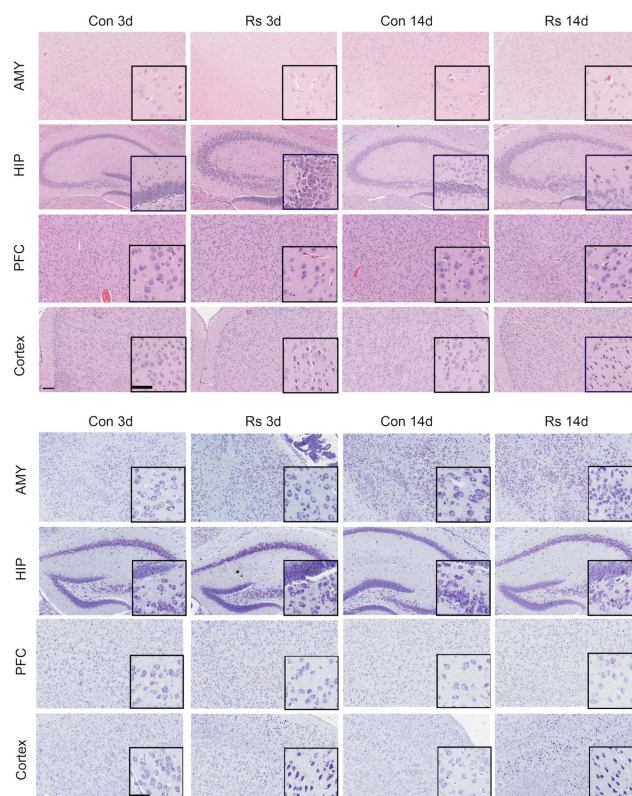 Con 3d Rs 3d Con 14d Rs 14d
AMY
HIP
PFC
Cortex
Con 3d Rs 3d Con 14d Rs 14d
AMY
HIP
PFC
Cortex